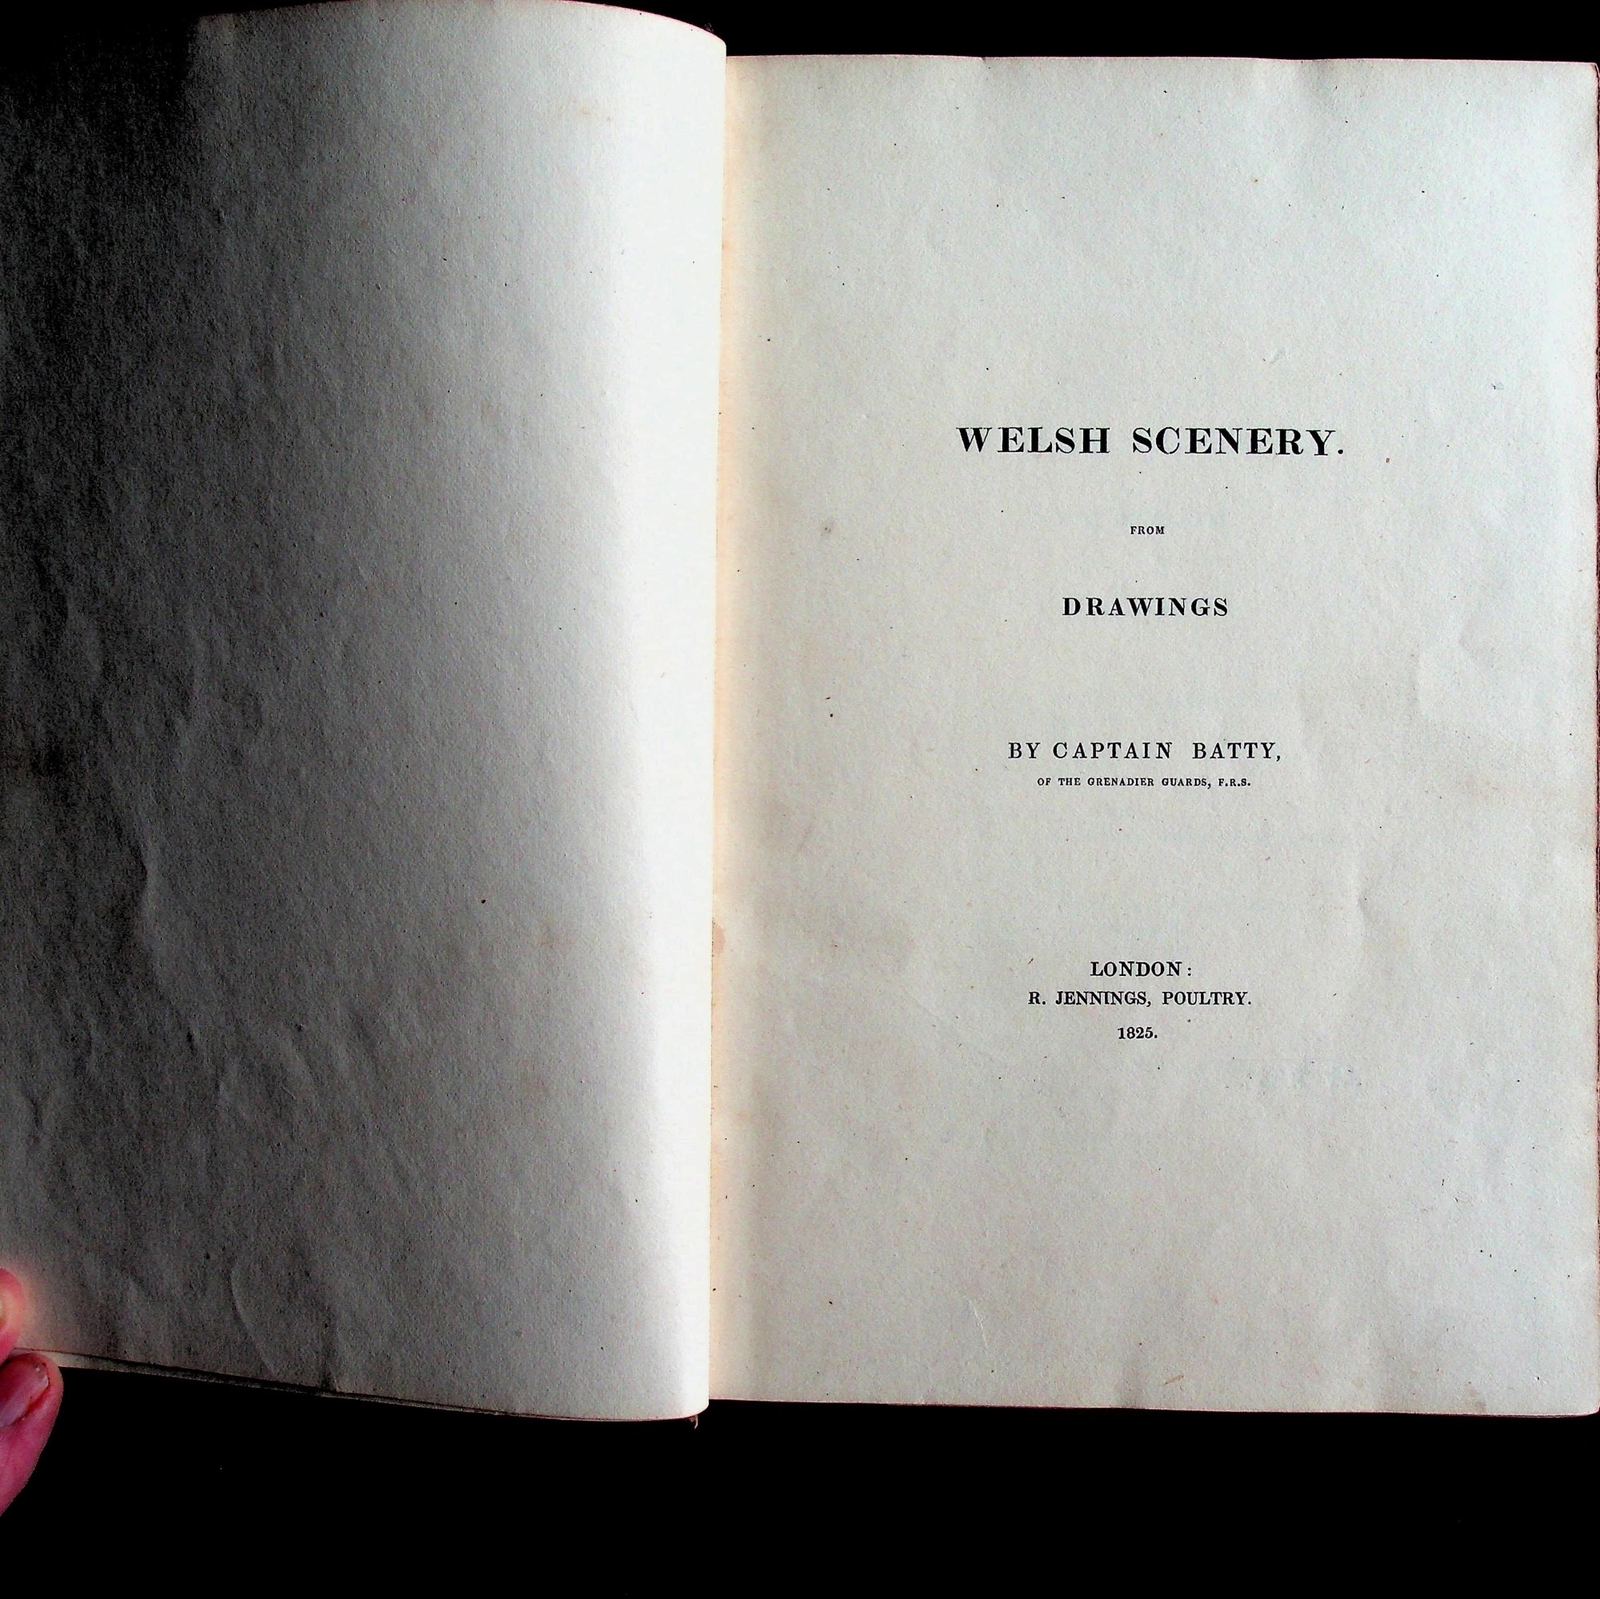 WELSH SCENERY.
FROM
DRAWINGS
BY CAPTAIN BATTY,
OF THE GRENADIER GUARDS, F.R.S.
LONDON:
R. JENNINGS, POULTRY.
1825.